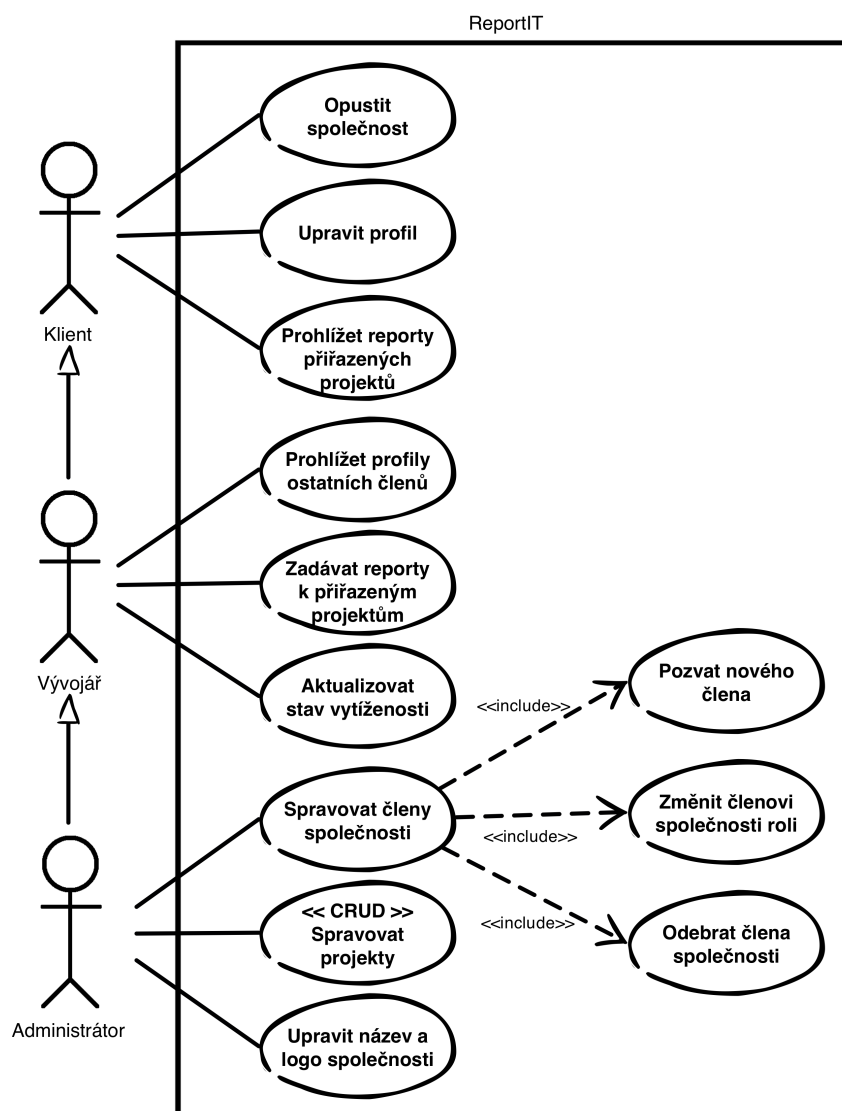 ReportIT
Opustit
společnost
Upravit profil
Klient
Prohlížet reporty
přiřazených
projektů
Prohlížet profily
ostatních členů
Zadávat reporty
k přiřazeným
projektům
Vývojář
Aktualizovat
stav vytíženosti
<<include>>
Pozvat nového
člena
Spravovat členy
společnosti
<<include>>
Změnit členovi
společnosti roli
<< CRUD >>
Spravovat
projekty
<<include>>
Odebrat člena
společnosti
Administrátor
Upravit název a
logo společnosti